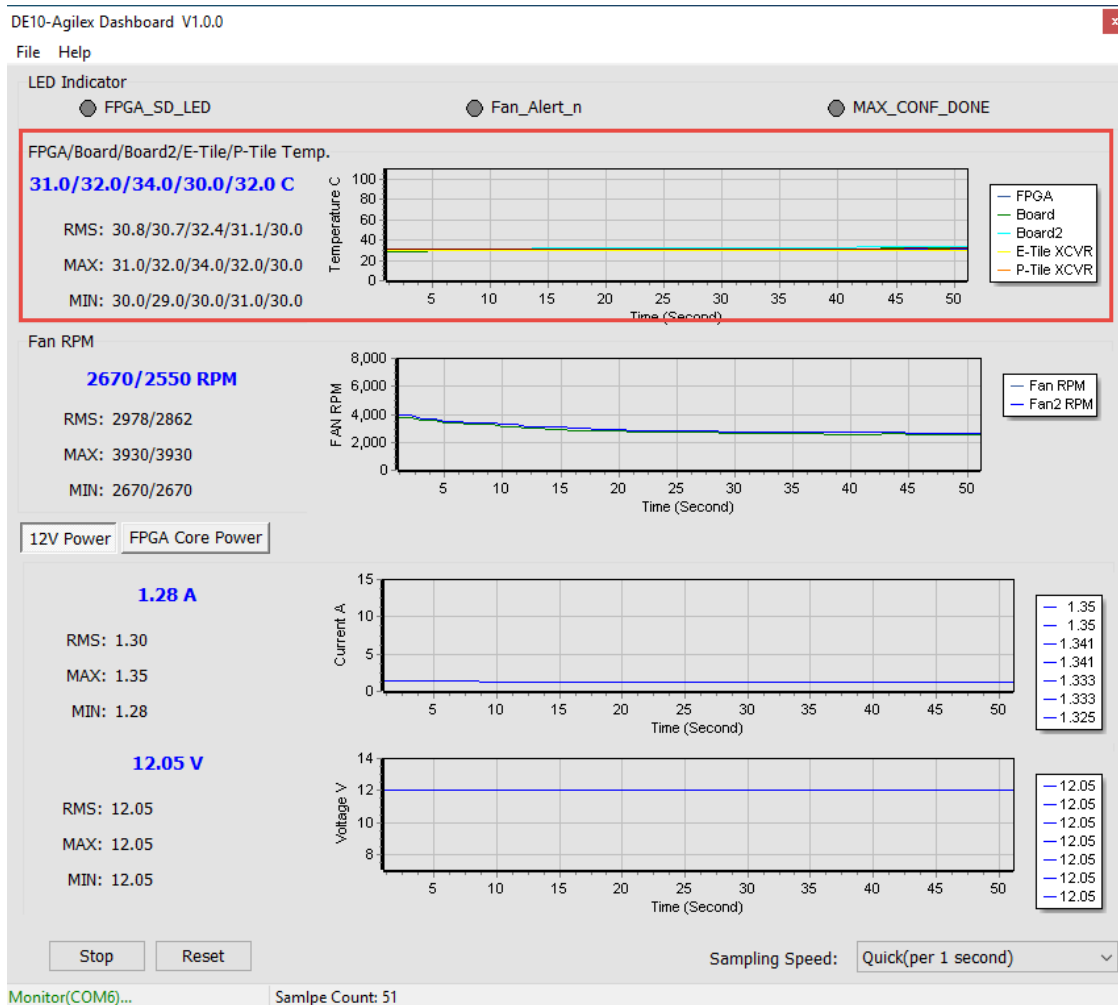 DE10-Agilex Dashboard V1.0.0
x
File Help
LED Indicator
FPGA_SD_LED Fan_Alert_n MAX_CONF_DONE
FPGA/Board/Board2/E-Tile/P-Tile Temp.
31.0/32.0/34.0/30.0/32.0 C
RMS: 30.8/30.7/32.4/31.1/30.0
MAX: 31.0/32.0/34.0/32.0/30.0
MIN: 30.0/29.0/30.0/31.0/30.0
Temperature C
100
80
60
40
20
0
5 10 15 20 25 30 35 40 45 50
Time (Second)
FPGA
Board
Board2
E-Tile XCVR
P-Tile XCVR
Fan RPM
2670/2550 RPM
RMS: 2978/2862
MAX: 3930/3930
MIN: 2670/2670
FAN RPM
8,000
6,000
4,000
2,000
0
5 10 15 20 25 30 35 40 45 50
Time (Second)
Fan RPM
Fan2 RPM
12V Power FPGA Core Power
1.28 A
RMS: 1.30
MAX: 1.35
MIN: 1.28
Current A
15
10
5
0
5 10 15 20 25 30 35 40 45 50
Time (Second)
1.35
1.35
1.341
1.341
1.333
1.333
1.325
12.05 V
RMS: 12.05
MAX: 12.05
MIN: 12.05
Voltage V
14
12
10
8
5 10 15 20 25 30 35 40 45 50
Time (Second)
12.05
12.05
12.05
12.05
12.05
12.05
12.05
Stop Reset Sampling Speed: Quick(per 1 second)
Monitor(COM6)... Samlpe Count: 51